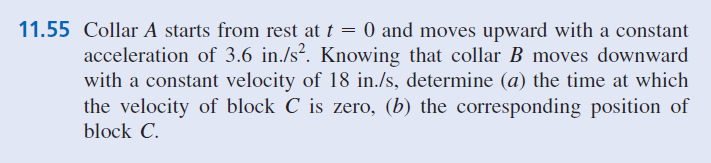 11.55 Collar A starts from rest at t = 0 and moves upward with a constant
acceleration of 3.6 in./s². Knowing that collar B moves downward
with a constant velocity of 18 in./s, determine (a) the time at which
the velocity of block C is zero, (b) the corresponding position of
block C.